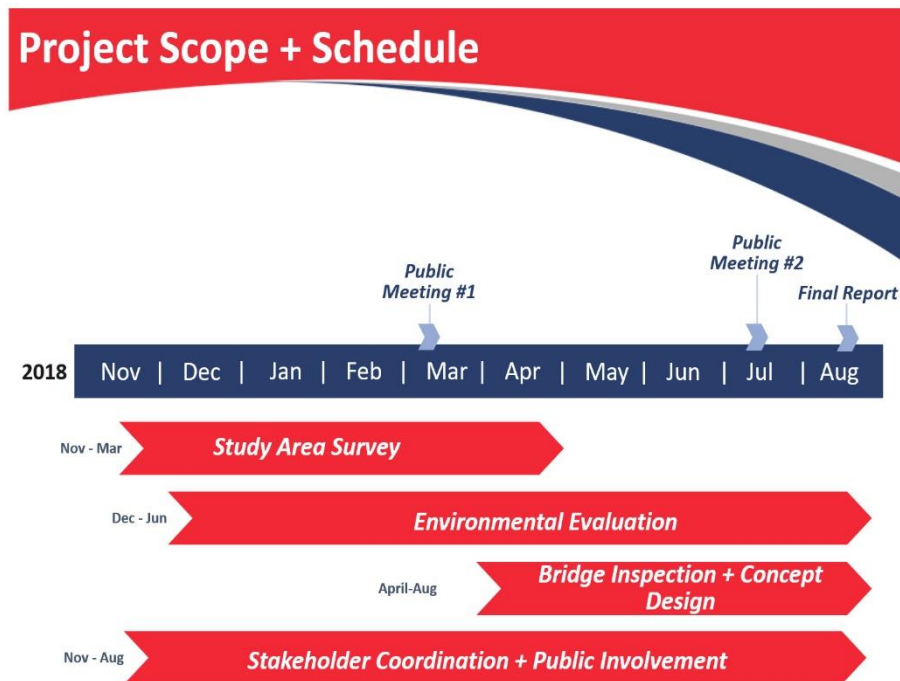 Project Scope + Schedule
Public
Meeting #1
Public
Meeting #2
Final Report
2018 Nov | Dec | Jan | Feb | Mar | Apr | May | Jun | Jul | Aug
Nov - Mar
Study Area Survey
Dec - Jun
Environmental Evaluation
April-Aug
Bridge Inspection + Concept
Design
Nov - Aug
Stakeholder Coordination + Public Involvement